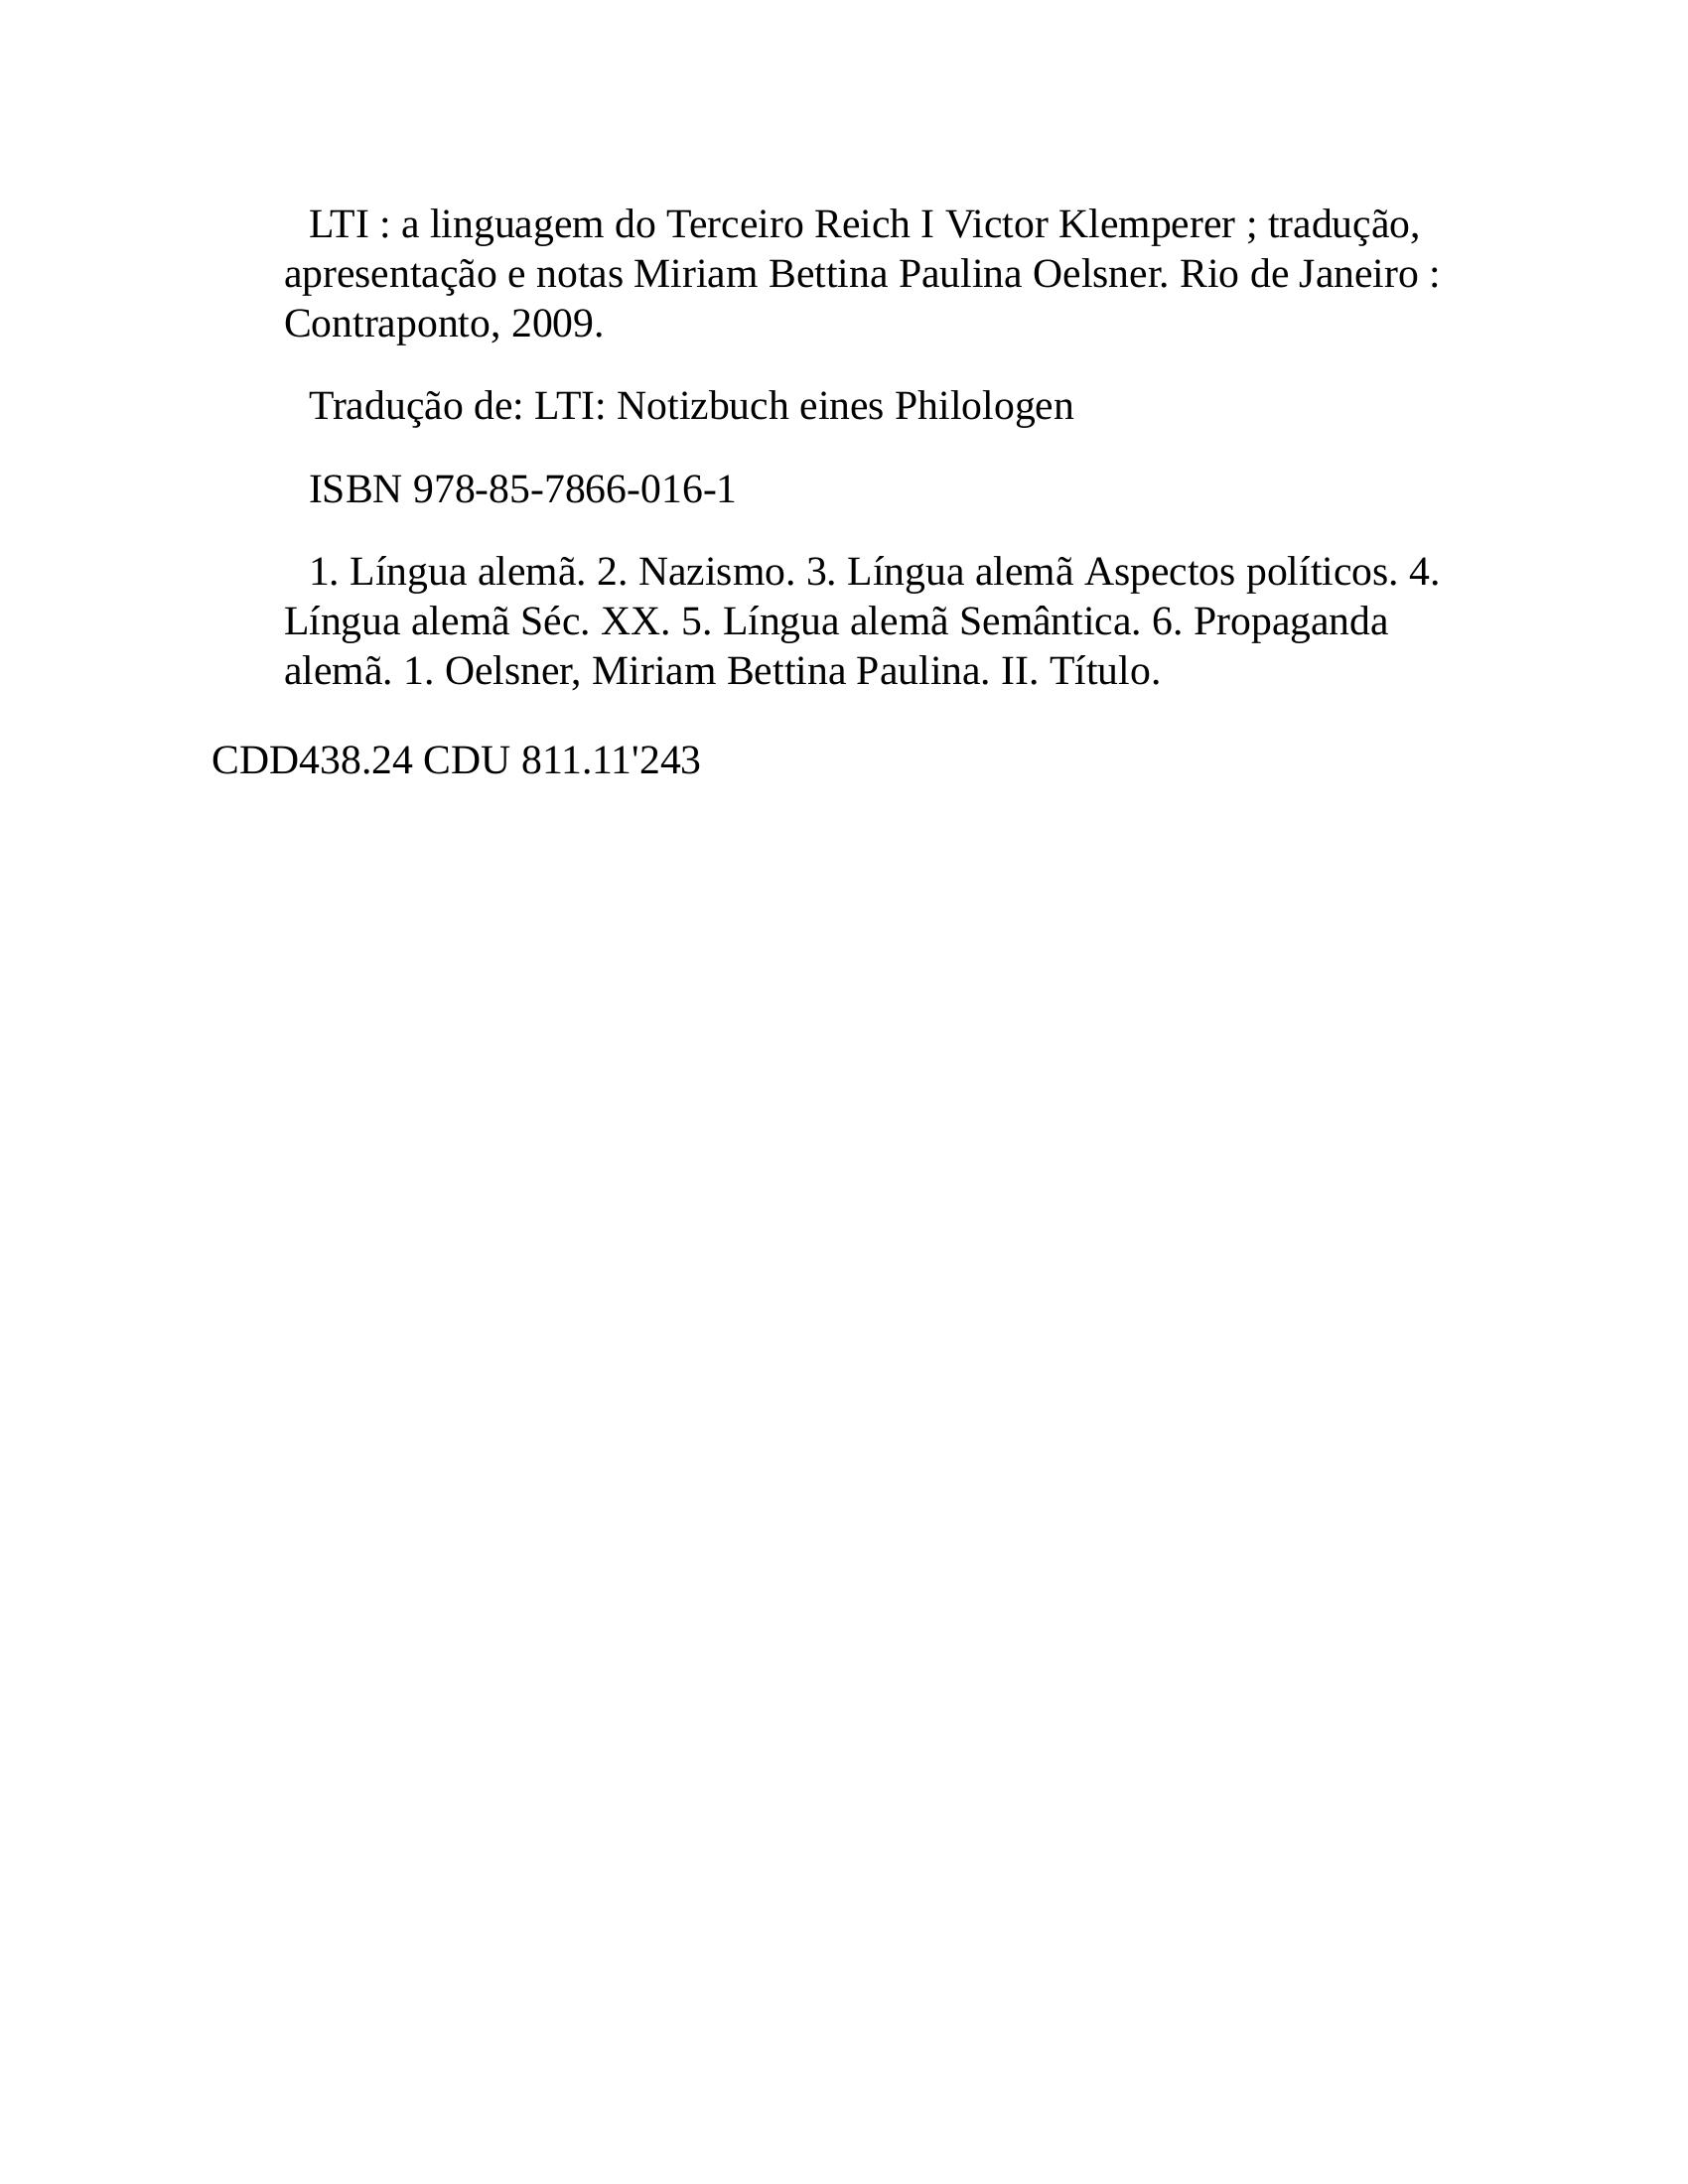 LTI : a linguagem do Terceiro Reich I Victor Klemperer ; tradução,
apresentação e notas Miriam Bettina Paulina Oelsner. Rio de Janeiro :
Contraponto, 2009.
Tradução de: LTI: Notizbuch eines Philologen
ISBN 978-85-7866-016-1
1. Língua alemã. 2. Nazismo. 3. Língua alemã Aspectos políticos. 4.
Língua alemã Séc. XX. 5. Língua alemã Semântica. 6. Propaganda
alemã. 1. Oelsner, Miriam Bettina Paulina. II. Título.
CDD438.24 CDU 811.11'243